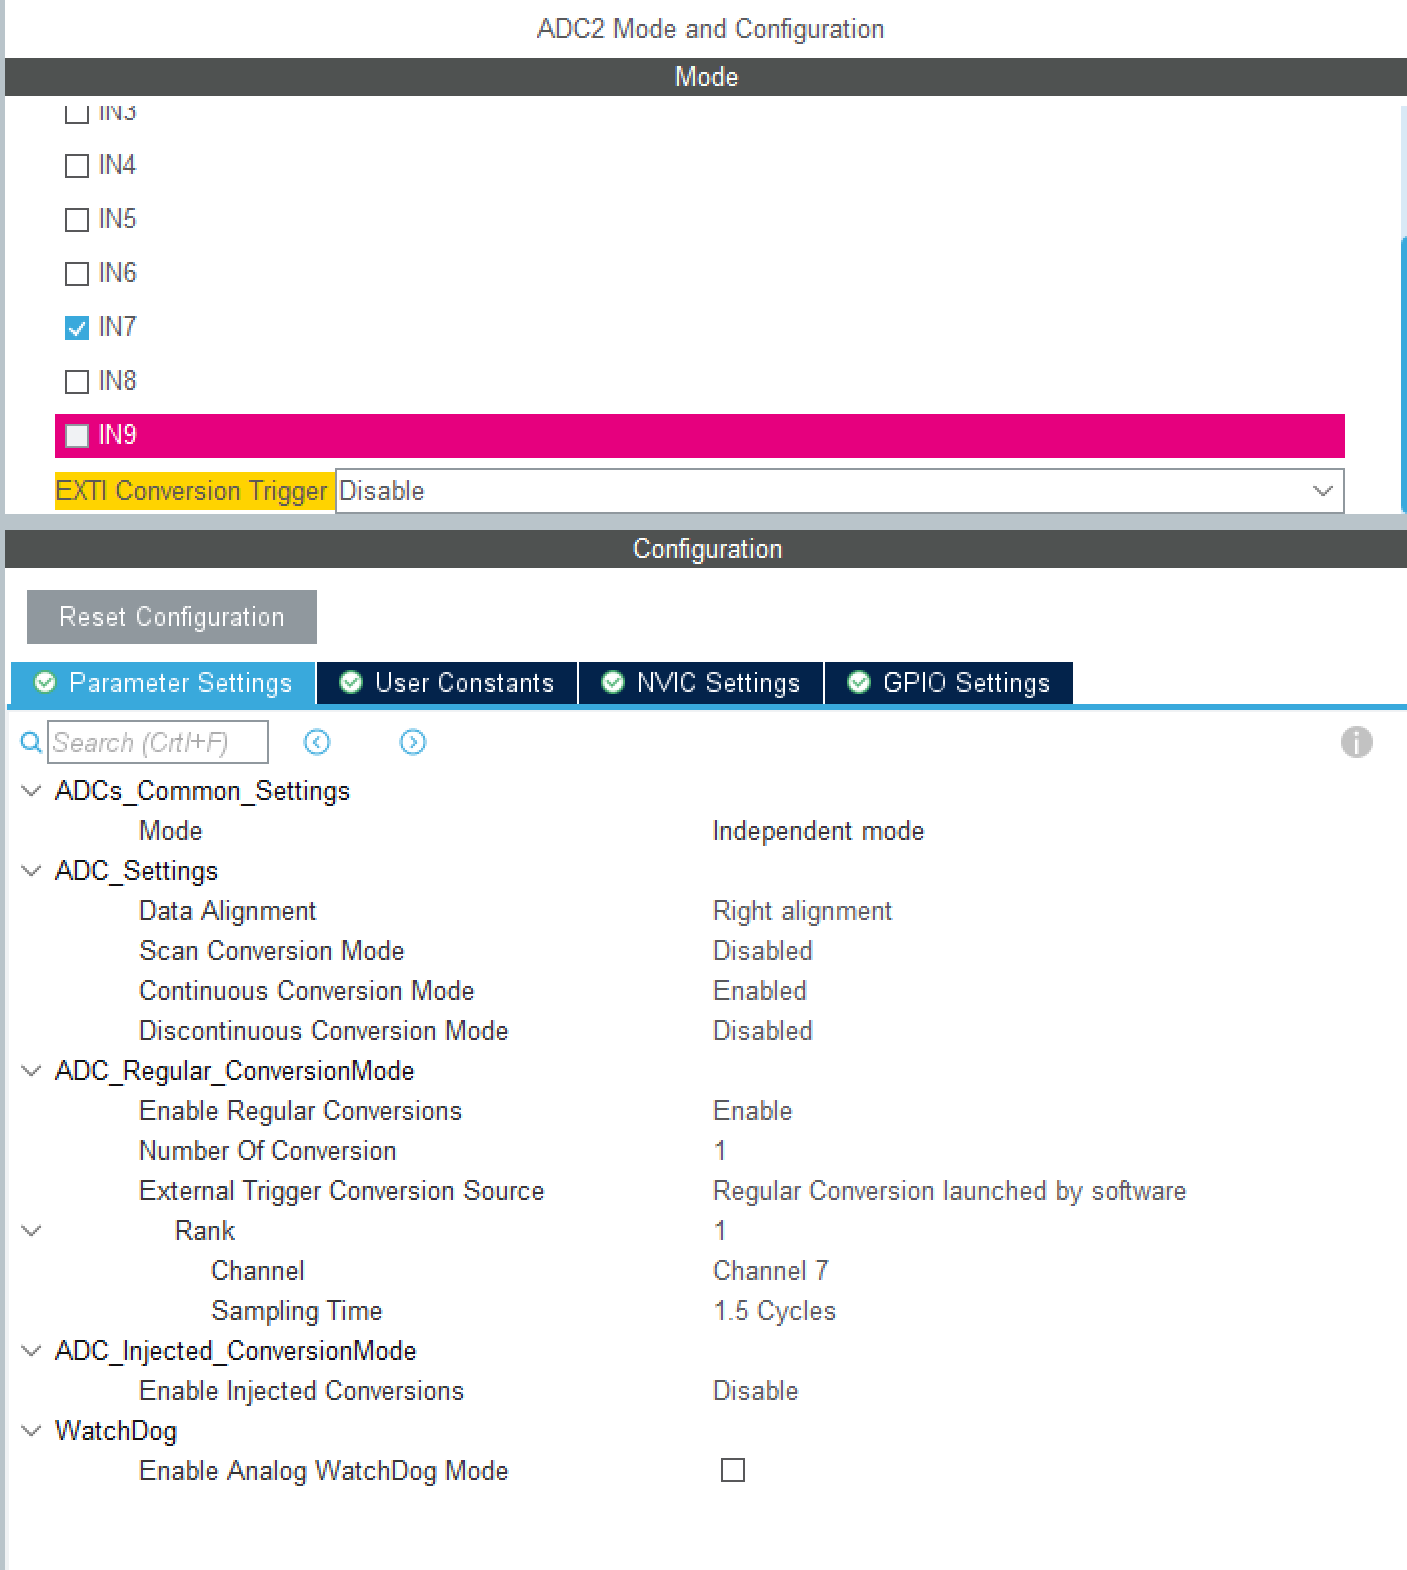 ADC2 Mode and Configuration
Mode
IN3
IN4
IN5
IN6
IN7
IN8
IN9
EXTI Conversion Trigger Disable
Configuration
Reset Configuration
Parameter Settings User Constants NVIC Settings GPIO Settings
Search (Crtl+F)
ADCs_Common_Settings
Mode Independent mode
ADC_Settings
Data Alignment Right alignment
Scan Conversion Mode Disabled
Continuous Conversion Mode Enabled
Discontinuous Conversion Mode Disabled
ADC_Regular_ConversionMode
Enable Regular Conversions Enable
Number Of Conversion 1
External Trigger Conversion Source Regular Conversion launched by software
Rank 1
Channel Channel 7
Sampling Time 1.5 Cycles
ADC_Injected_ConversionMode
Enable Injected Conversions Disable
WatchDog
Enable Analog WatchDog Mode